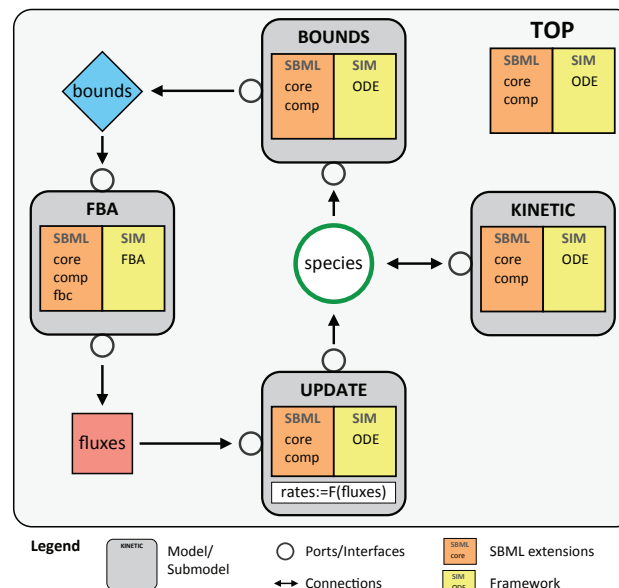 BOUNDS
SBML SIM
core ODE
comp
TOP
SBML SIM
core ODE
comp
bounds
FBA
SBML SIM
core FBA
comp
fbc
species
KINETIC
SBML SIM
core ODE
comp
fluxes
UPDATE
SBML SIM
core ODE
comp
rates:=F(fluxes)
Legend
KINETIC
Model/
Submodel
Ports/Interfaces
Connections
SBML
core
SBML extensions
SIM
ODE
Framework